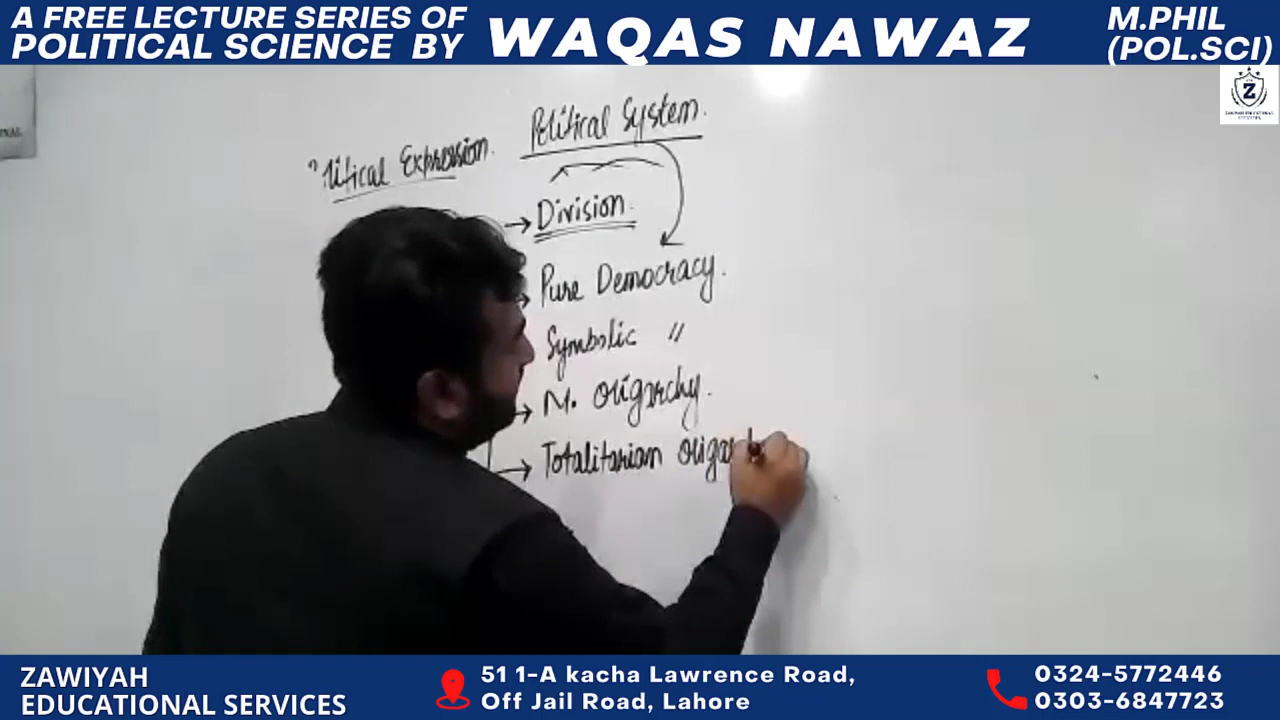 A FREE LECTURE SERIES OF
POLITICAL SCIENCE BY
WAQAS NAWAZ
M.PHIL
(POL.SCI)
Z
Political System.
Expression.
→ Division.
Pure Democracy.
Symbolic "
→ M. oligarchy.
→ Totalitarian
ZAWIYAH
EDUCATIONAL SERVICES
51 1-A kacha Lawrence Road,
Off Jail Road, Lahore
0324-5772446
0303-6847723